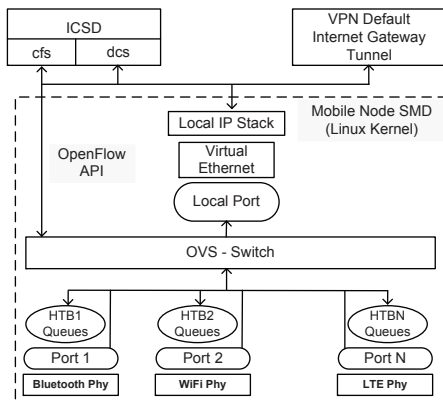 ICSD
cfs dcs
VPN Default
Internet Gateway
Tunnel
Mobile Node SMD
(Linux Kernel)
Local IP Stack
OpenFlow
API
Virtual
Ethernet
Local Port
OVS - Switch
HTB1
Queues
HTB2
Queues
HTBN
Queues
Port 1
Port 2
Port N
Bluetooth Phy
WiFi Phy
LTE Phy